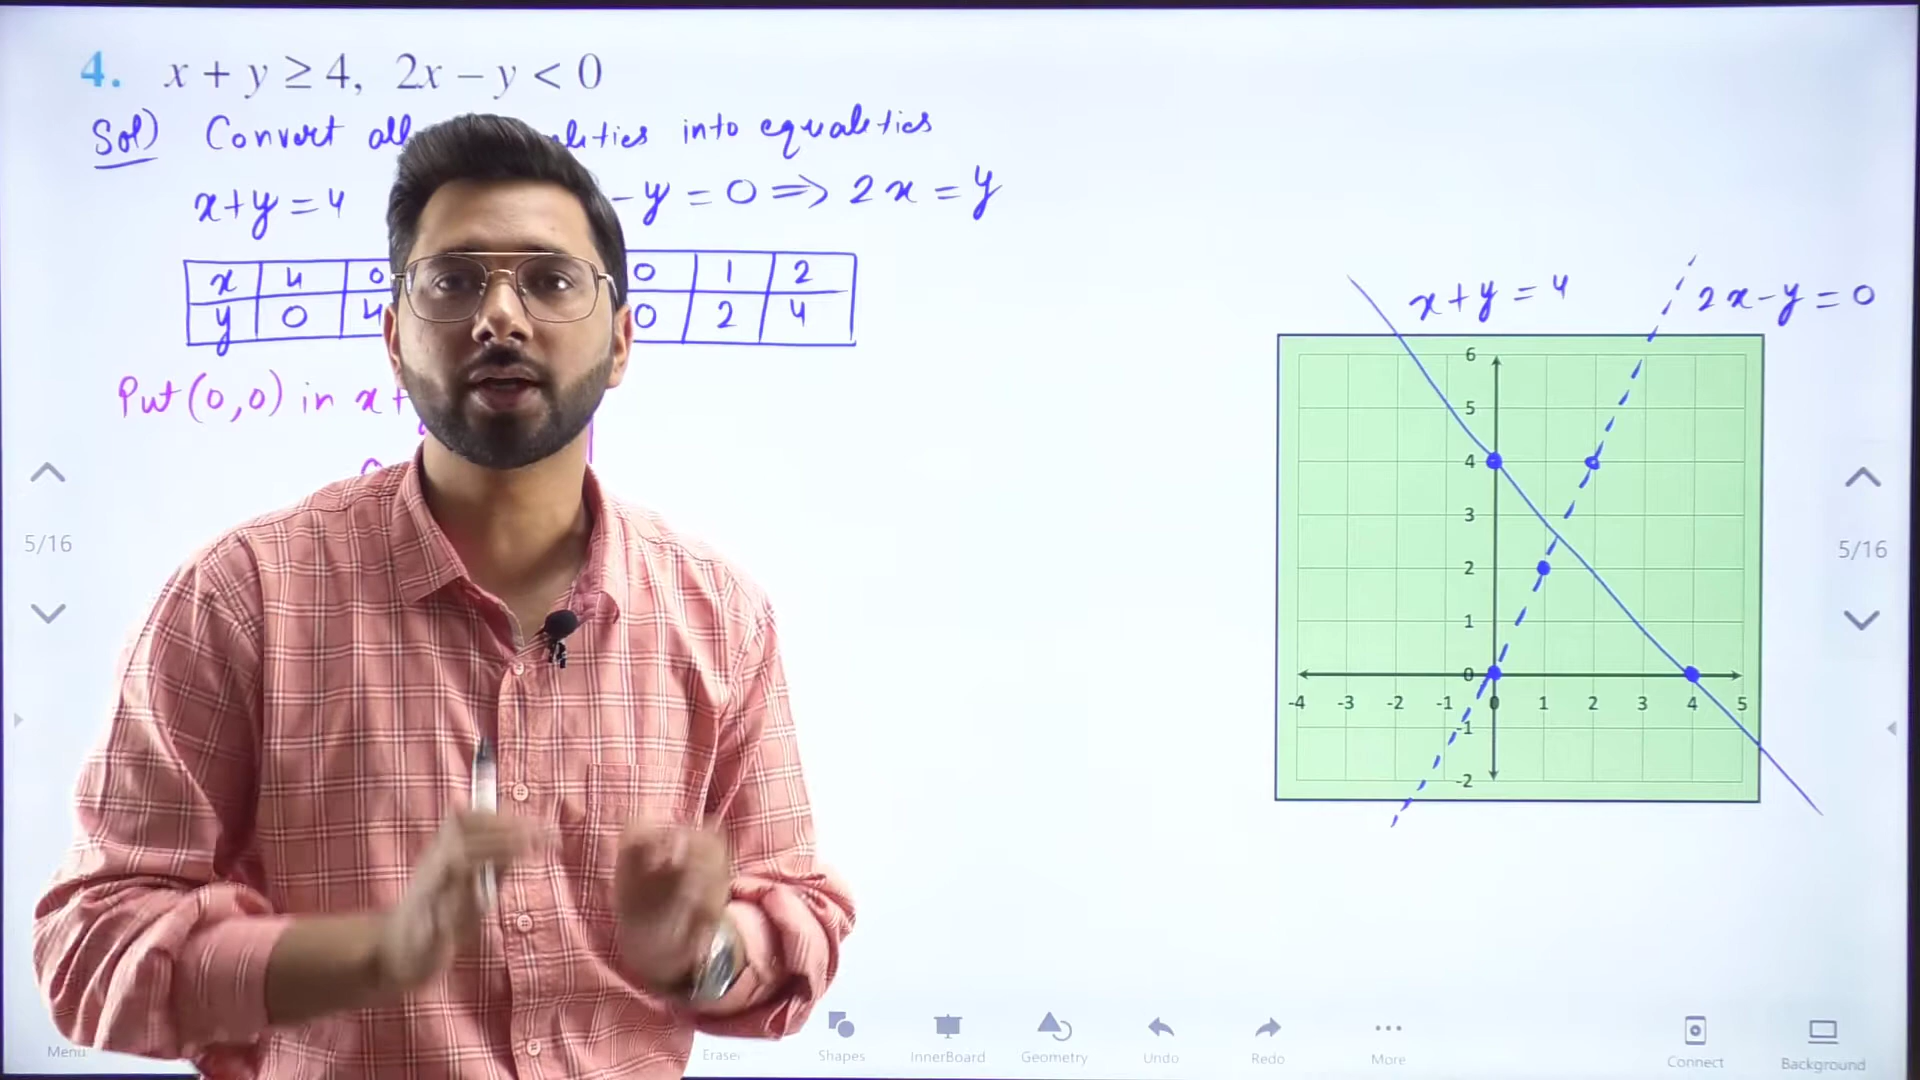 4. x + y ≥ 4, 2x – y < 0
Sol) Convert all into equaleties
x+y=4 -y = 0 => 2x = y
x 4 0 0 1 2
y 0 4 0 2 4
Put (0,0) in x+
x+y = 4
2x-y = 0
6
5
4
3
2
1
0
-4 -3 -2 -1 0 1 2 3 4 5
-1
-2
5/16
5/16
Menu Eraser Shapes InnerBoard Geometry Undo Redo More Connect Background